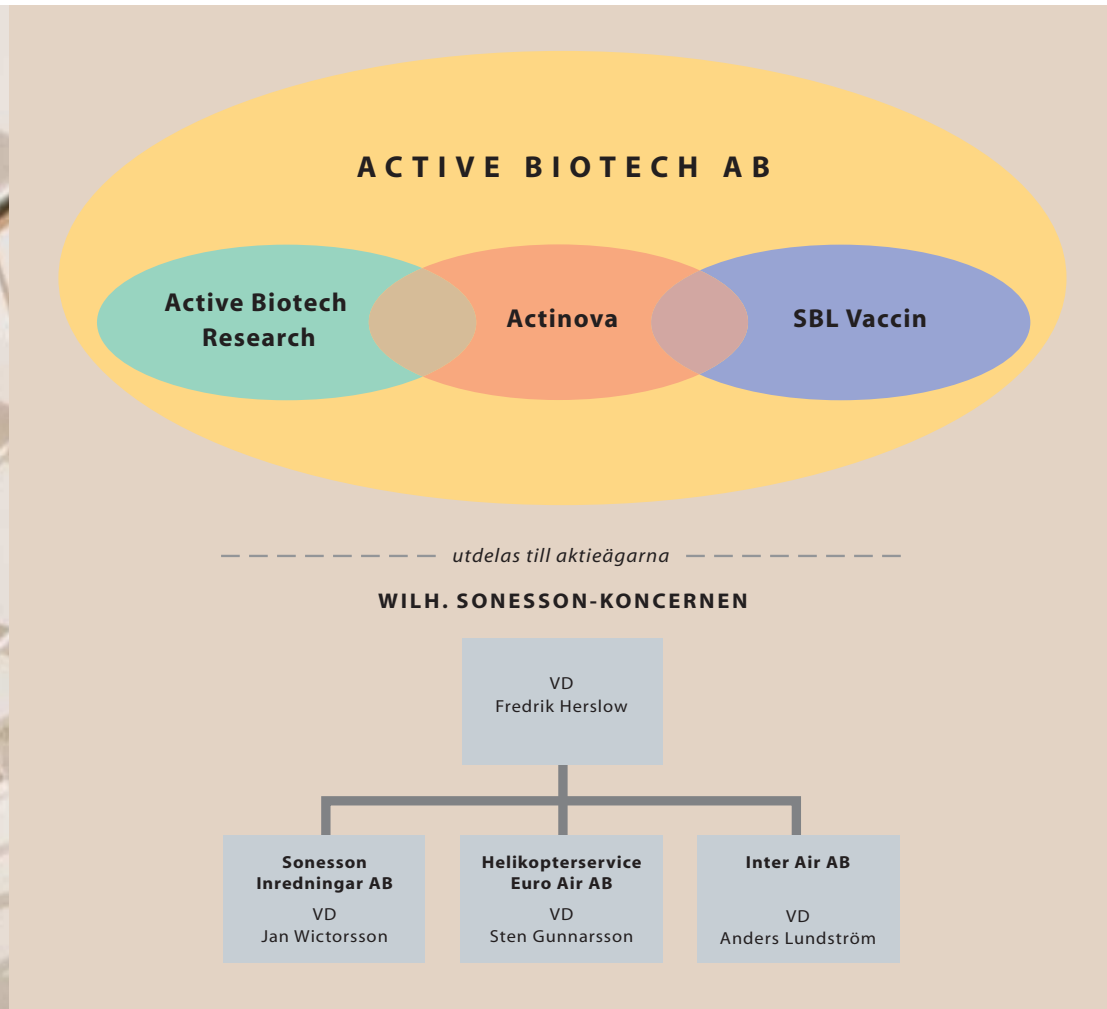 ACTIVE BIOTECH AB
Active Biotech
Research
Actinova
SBL Vaccin
utdelas till aktieägarna
WILH. SONESSON-KONCERNEN
VD
Fredrik Herslow
Sonesson
Inredningar AB
VD
Jan Wictorsson
Helikopterservice
Euro Air AB
VD
Sten Gunnarsson
Inter Air AB
VD
Anders Lundström